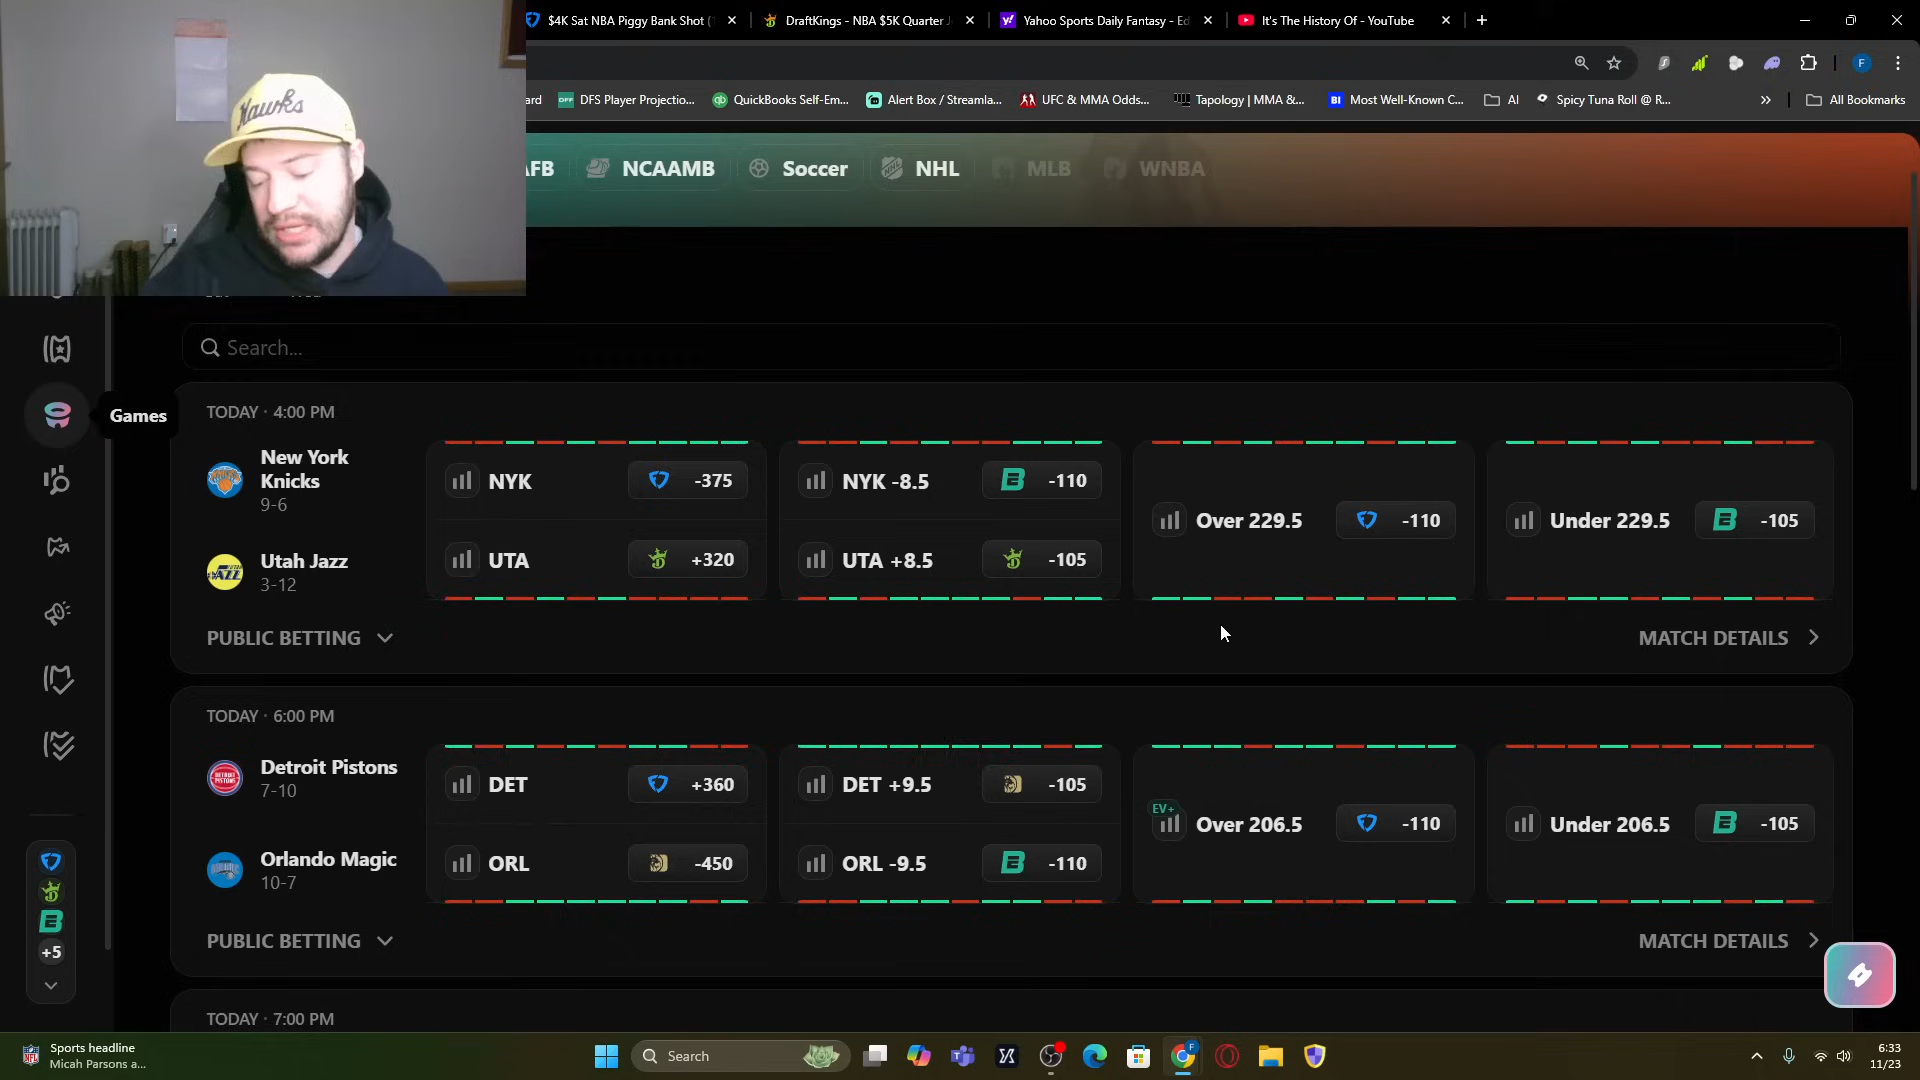 $4K Sat NBA Piggy Bank Shot (
DraftKings - NBA $5K Quarter J
Yahoo Sports Daily Fantasy - Ed
It's The History Of - YouTube
Hawks
ard
DFS Player Projectio...
QuickBooks Self-Em...
Alert Box / Streamla...
UFC & MMA Odds...
Tapology | MMA &...
BI Most Well-Known C...
AI
Spicy Tuna Roll @ R...
»
All Bookmarks
F
AFB
NCAAMB
Soccer
NHL
MLB
WNBA
Search...
Games
TODAY · 4:00 PM
New York
Knicks
9-6
NYK -375
NYK -8.5 -110
Over 229.5 -110
Under 229.5 -105
Utah Jazz
3-12
UTA +320
UTA +8.5 -105
PUBLIC BETTING
MATCH DETAILS
TODAY · 6:00 PM
Detroit Pistons
7-10
DET +360
DET +9.5 -105
EV+
Over 206.5 -110
Under 206.5 -105
Orlando Magic
10-7
ORL -450
ORL -9.5 -110
+5
PUBLIC BETTING
MATCH DETAILS
TODAY · 7:00 PM
Sports headline
Micah Parsons a...
Search
6:33
11/23